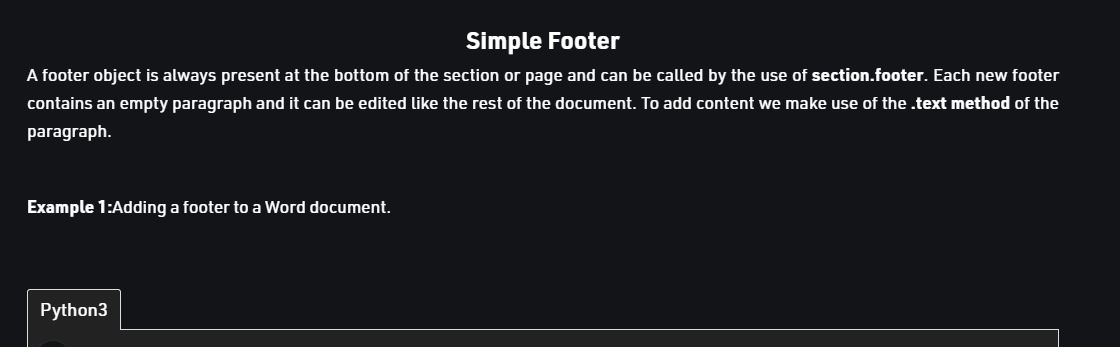 Simple Footer
A footer object is always present at the bottom of the section or page and can be called by the use of section.footer. Each new footer
contains an empty paragraph and it can be edited like the rest of the document. To add content we make use of the .text method of the
paragraph.
Example 1:Adding a footer to a Word document.
Python3